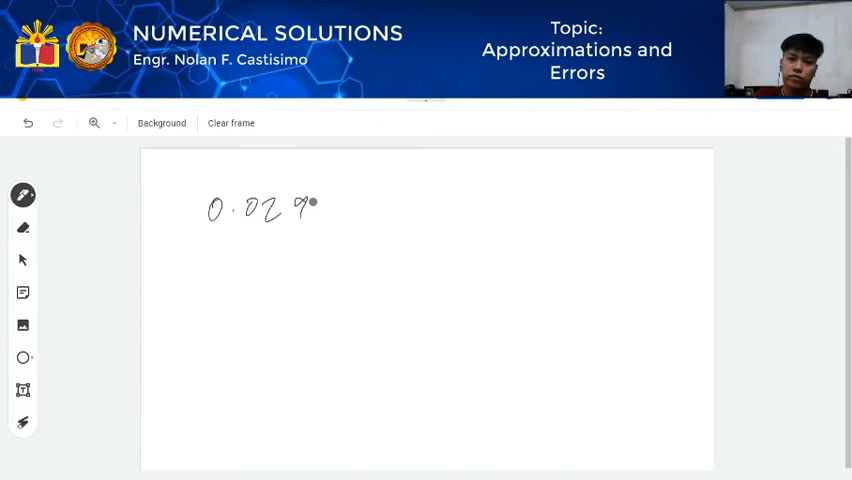 NUMERICAL SOLUTIONS
Engr. Nolan F. Castisimo
Topic:
Approximations and
Errors
Background
Clear frame
0.029